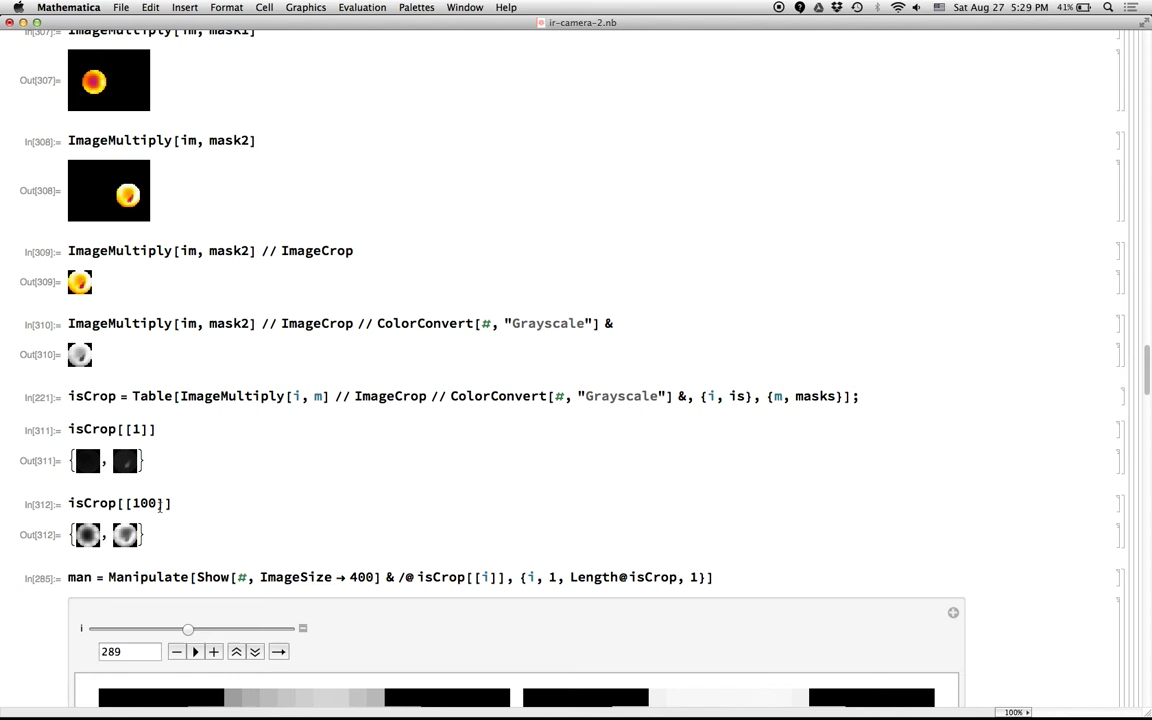 Mathematica File Edit Insert Format Cell Graphics Evaluation Palettes Window Help Sat Aug 27 5:29 PM 41%
ir-camera-2.nb
In[307]:= ImageMultiply[im, mask1]
Out[307]=
In[308]:= ImageMultiply[im, mask2]
Out[308]=
In[309]:= ImageMultiply[im, mask2] // ImageCrop
Out[309]=
In[310]:= ImageMultiply[im, mask2] // ImageCrop // ColorConvert[#, "Grayscale"] &
Out[310]=
In[221]:= isCrop = Table[ImageMultiply[i, m] // ImageCrop // ColorConvert[#, "Grayscale"] &, {i, is}, {m, masks}];
In[311]:= isCrop[[1]]
Out[311]= { , }
In[312]:= isCrop[[100]]
Out[312]= { , }
In[285]:= man = Manipulate[Show[#, ImageSize → 400] & /@ isCrop[[i]], {i, 1, Length@isCrop, 1}]
i
289
100%